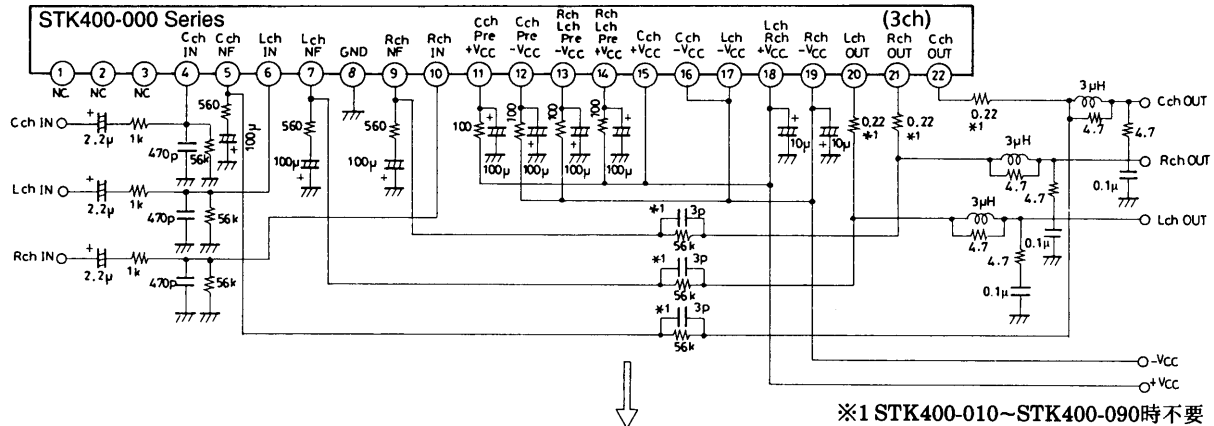 STK400-000 Series
(3ch)
Cch IN
Cch NF
Lch IN
Lch NF
GND
Rch NF
Rch IN
Cch Pre +VCC
Cch Pre -VCC
Rch Lch Pre -VCC
Rch Lch Pre +VCC
Cch +VCC
Cch -VCC
Lch -VCC
Lch Rch +VCC
Rch -VCC
Lch OUT
Rch OUT
Cch OUT
1 2 3 4 5 6 7 8 9 10 11 12 13 14 15 16 17 18 19 20 21 22
NC NC NC
560
100μ
560
100μ
560
100μ
100
100μ
100
100μ
100
100μ
100
100μ
10μ
10μ
0.22
*1
0.22
*1
0.22
*1
3μH
4.7
4.7
Cch OUT
3μH
4.7
4.7
0.1μ
Rch OUT
3μH
4.7
4.7
0.1μ
0.1μ
Lch OUT
Cch IN
+
2.2μ
1k
470p
56k
Lch IN
+
2.2μ
1k
470p
56k
Rch IN
+
2.2μ
1k
470p
56k
*1 3p
56k
*1 3p
56k
*1 3p
56k
-VCC
+VCC
※1 STK400-010~STK400-090時不要